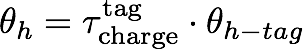 θ_h = τ_charge^tag · θ_{h−tag}